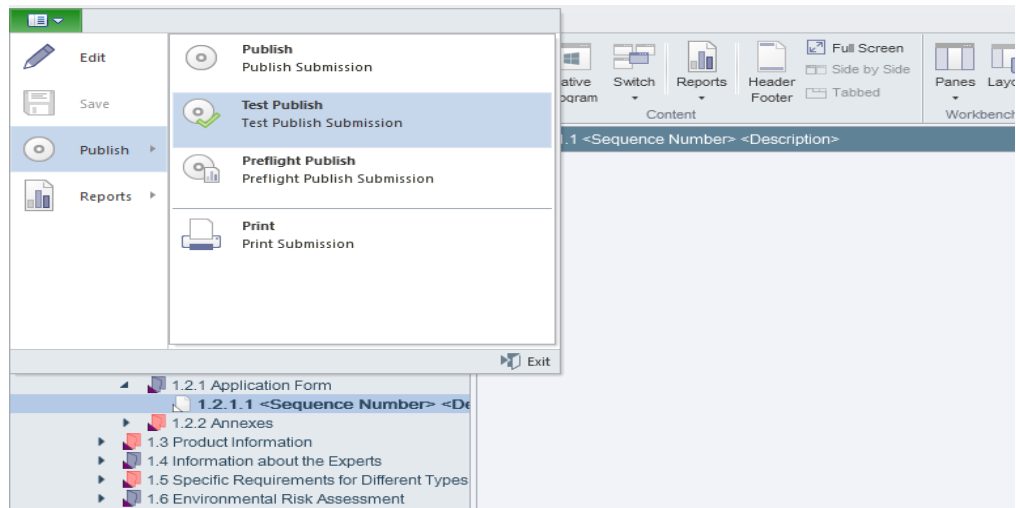 Edit
Save
Publish
Reports
Publish
Publish Submission
Test Publish
Test Publish Submission
Preflight Publish
Preflight Publish Submission
Print
Print Submission
Exit
Switch
Reports
Header
Footer
Full Screen
Side by Side
Tabbed
Content
Panes
Workbench
<Sequence Number> <Description>
1.2.1 Application Form
1.2.1.1 <Sequence Number>
1.2.2 Annexes
1.3 Product Information
1.4 Information about the Experts
1.5 Specific Requirements for Different Types
1.6 Environmental Risk Assessment